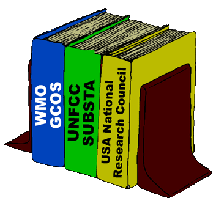 WMO
GCOS
UNFCC
SUBSTA
USA National
Research Council